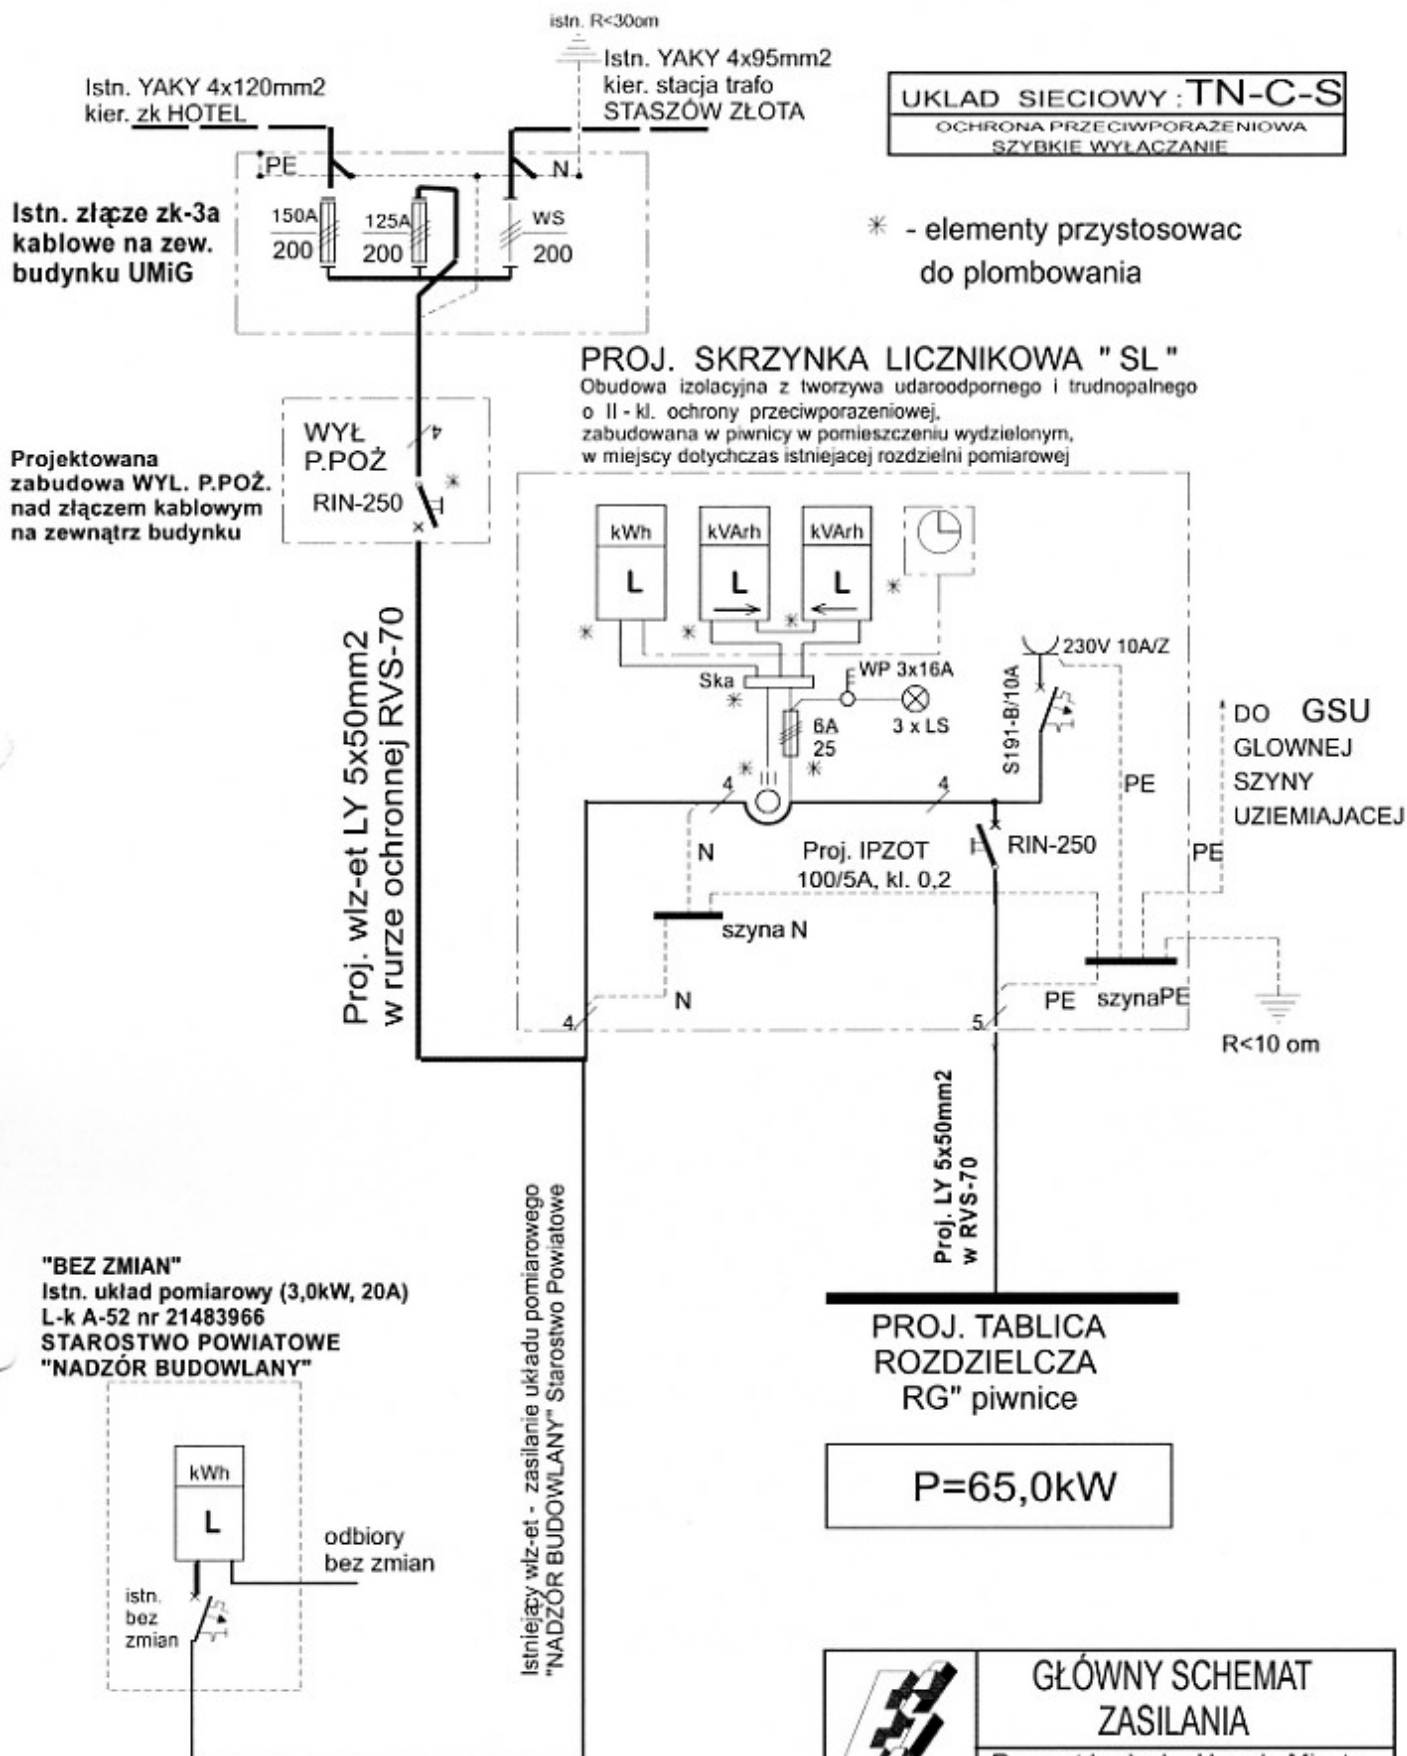 istn. R<30om
Istn. YAKY 4x120mm2
kier. zk HOTEL
Istn. YAKY 4x95mm2
kier. stacja trafo
STASZÓW ZŁOTA
UKLAD SIECIOWY : TN-C-S
OCHRONA PRZECIWPORAŻENIOWA
SZYBKIE WYŁACZANIE
PE
N
Istn. złącze zk-3a
kablowe na zew.
budynku UMiG
150A
200
125A
200
WS
200
* - elementy przystosowac
do plombowania
PROJ. SKRZYNKA LICZNIKOWA " SL "
Obudowa izolacyjna z tworzywa udaroodpornego i trudnopalnego
o II - kl. ochrony przeciwporazeniowej,
zabudowana w piwnicy w pomieszczeniu wydzielonym,
w miejscy dotychczas istniejacej rozdzielni pomiarowej
WYŁ
P.POŻ
4
RIN-250
*
Projektowana
zabudowa WYL. P.POŻ.
nad złączem kablowym
na zewnątrz budynku
kWh
L
kVArh
L
kVArh
L
*
*
*
*
Ska
*
WP 3x16A
6A
25
3 x LS
*
*
230V 10A/Z
S191-B/10A
PE
DO GSU
GLOWNEJ
SZYNY
UZIEMIAJACEJ
PE
4
4
N
Proj. IPZOT
100/5A, kl. 0,2
RIN-250
szyna N
N
4
5
PE
szynaPE
R<10 om
Proj. wlz-et LY 5x50mm2
w rurze ochronnej RVS-70
Proj. LY 5x50mm2
w RVS-70
Istniejący wlz-et - zasilanie układu pomiarowego
"NADZÓR BUDOWLANY" Starostwo Powiatowe
"BEZ ZMIAN"
Istn. układ pomiarowy (3,0kW, 20A)
L-k A-52 nr 21483966
STAROSTWO POWIATOWE
"NADZÓR BUDOWLANY"
kWh
L
odbiory
bez zmian
istn.
bez
zmian
PROJ. TABLICA
ROZDZIELCZA
RG" piwnice
P=65,0kW
GŁÓWNY SCHEMAT
ZASILANIA